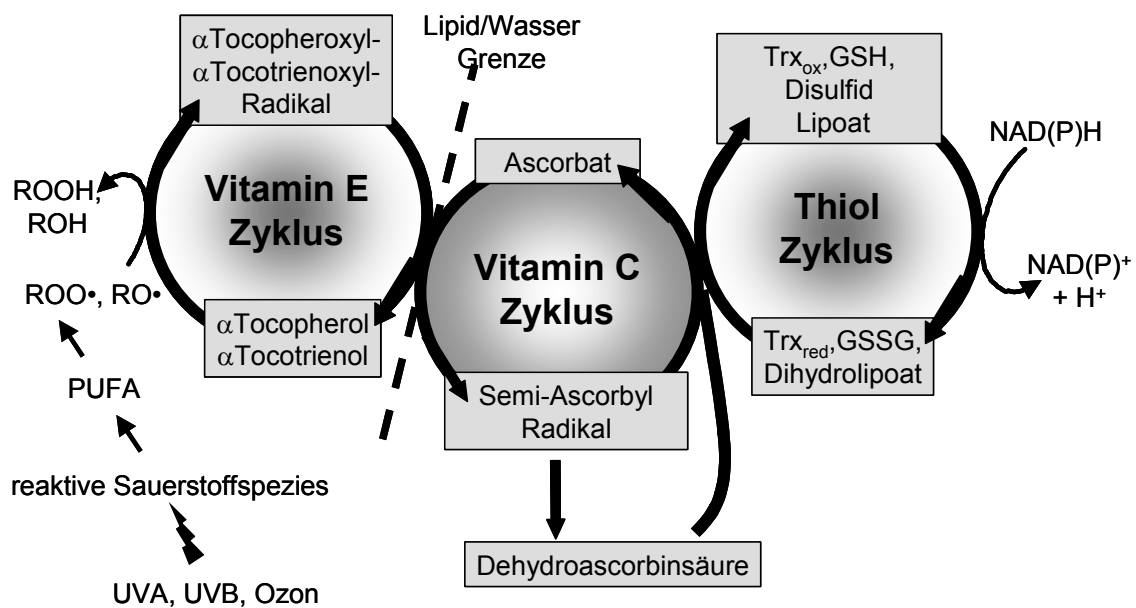 αTocopheroxyl-
αTocotrienoxyl-
Radikal
Lipid/Wasser
Grenze
Trxox,GSH,
Disulfid
Lipoat
NAD(P)H
Ascorbat
ROOH,
ROH
Vitamin E
Zyklus
Vitamin C
Zyklus
Thiol
Zyklus
NAD(P)+
+ H+
ROO•, RO•
αTocopherol
αTocotrienol
Trxred,GSSG,
Dihydrolipoat
PUFA
Semi-Ascorbyl
Radikal
reaktive Sauerstoffspezies
Dehydroascorbinsäure
UVA, UVB, Ozon